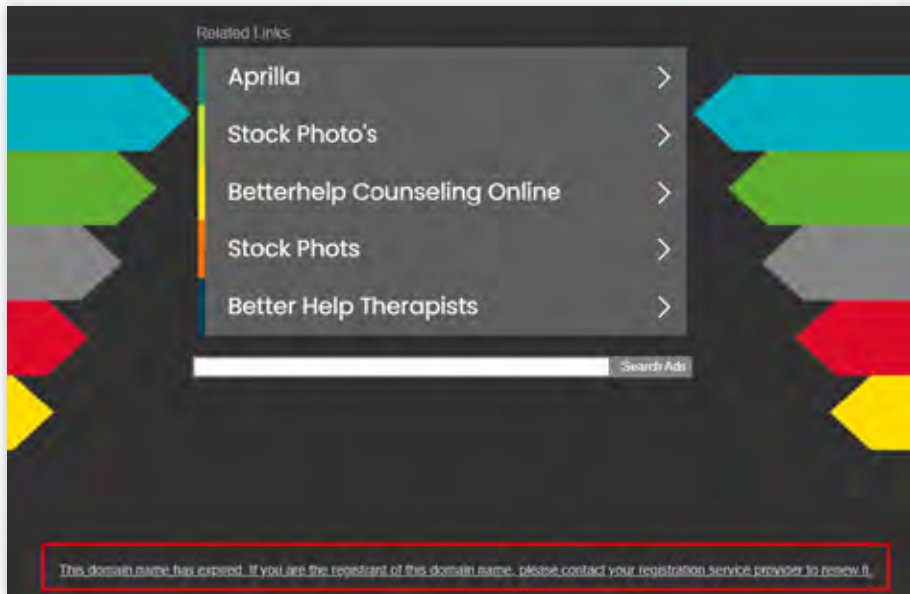 Related Links
Aprilla
Stock Photo's
Betterhelp Counseling Online
Stock Phots
Better Help Therapists
Search Ads
This domain name has expired. If you are the registrant of this domain name, please contact your registration service provider to renew it.